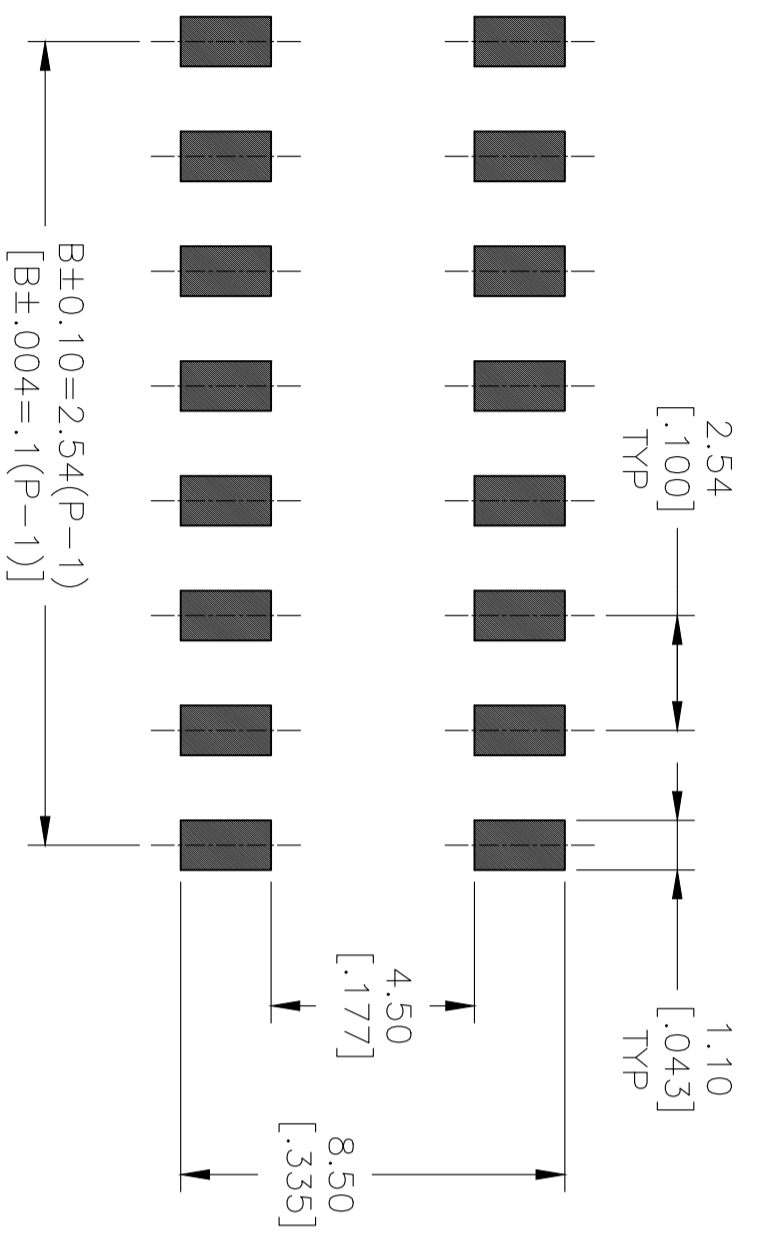 2.54
[.100]
TYP
1.10
[.043]
TYP
4.50
[.177]
8.50
[.335]
B±0.10=2.54(P-1)
[B±.004=.1(P-1)]